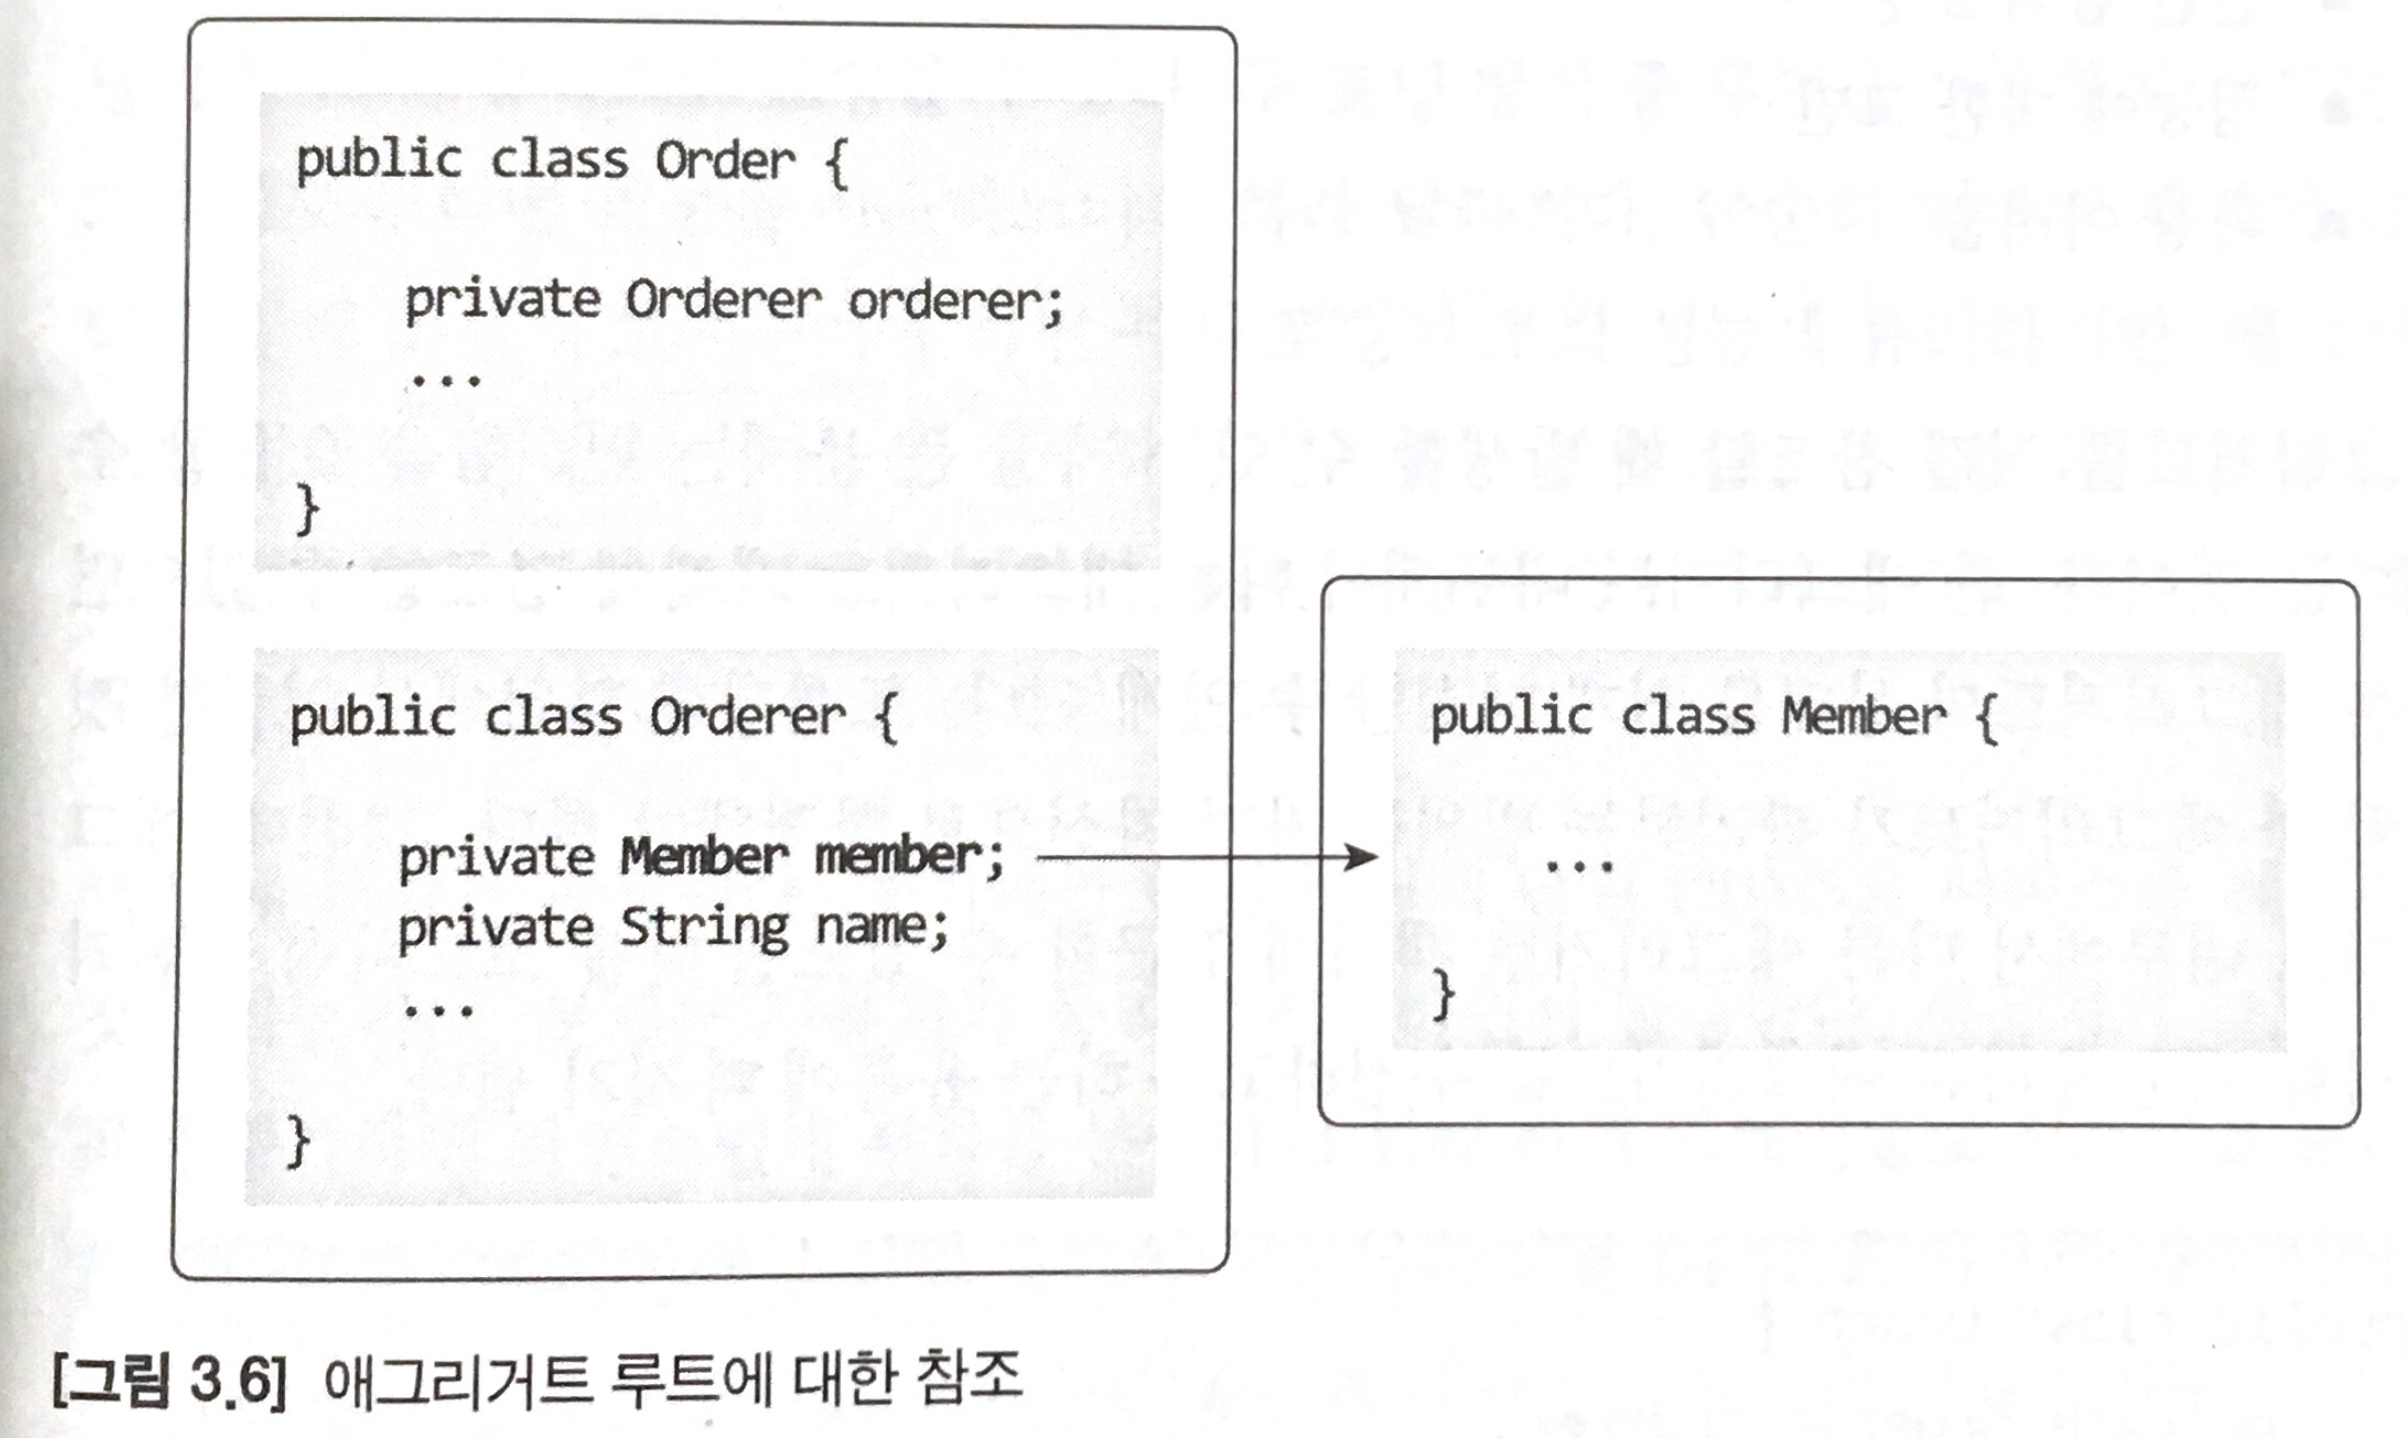 public class Order {
private Orderer orderer;
...
}
public class Orderer {
private Member member;
private String name;
...
}
public class Member {
...
}
[그림 3.6] 애그리거트 루트에 대한 참조